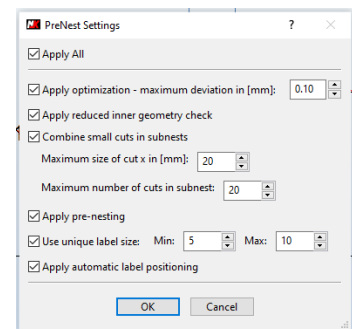 PreNest Settings ?
Apply All
Apply optimization - maximum deviation in [mm]: 0.10
Apply reduced inner geometry check
Combine small cuts in subnests
Maximum size of cut x in [mm]: 20
Maximum number of cuts in subnest: 20
Apply pre-nesting
Use unique label size: Min: 5 Max: 10
Apply automatic label positioning
OK Cancel